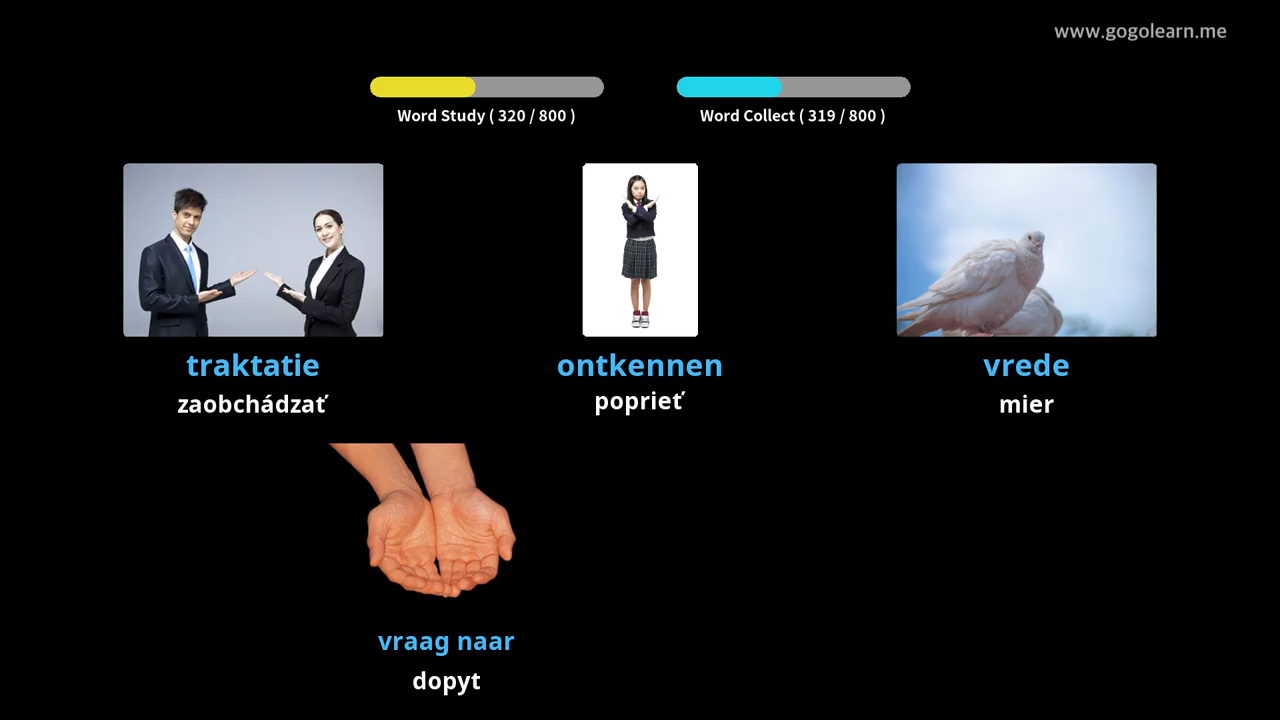 www.gogolearn.me
Word Study ( 320 / 800 )
Word Collect ( 319 / 800 )
traktatie
ontkennen
vrede
zaobchádzať
poprieť
mier
vraag naar
dopyt